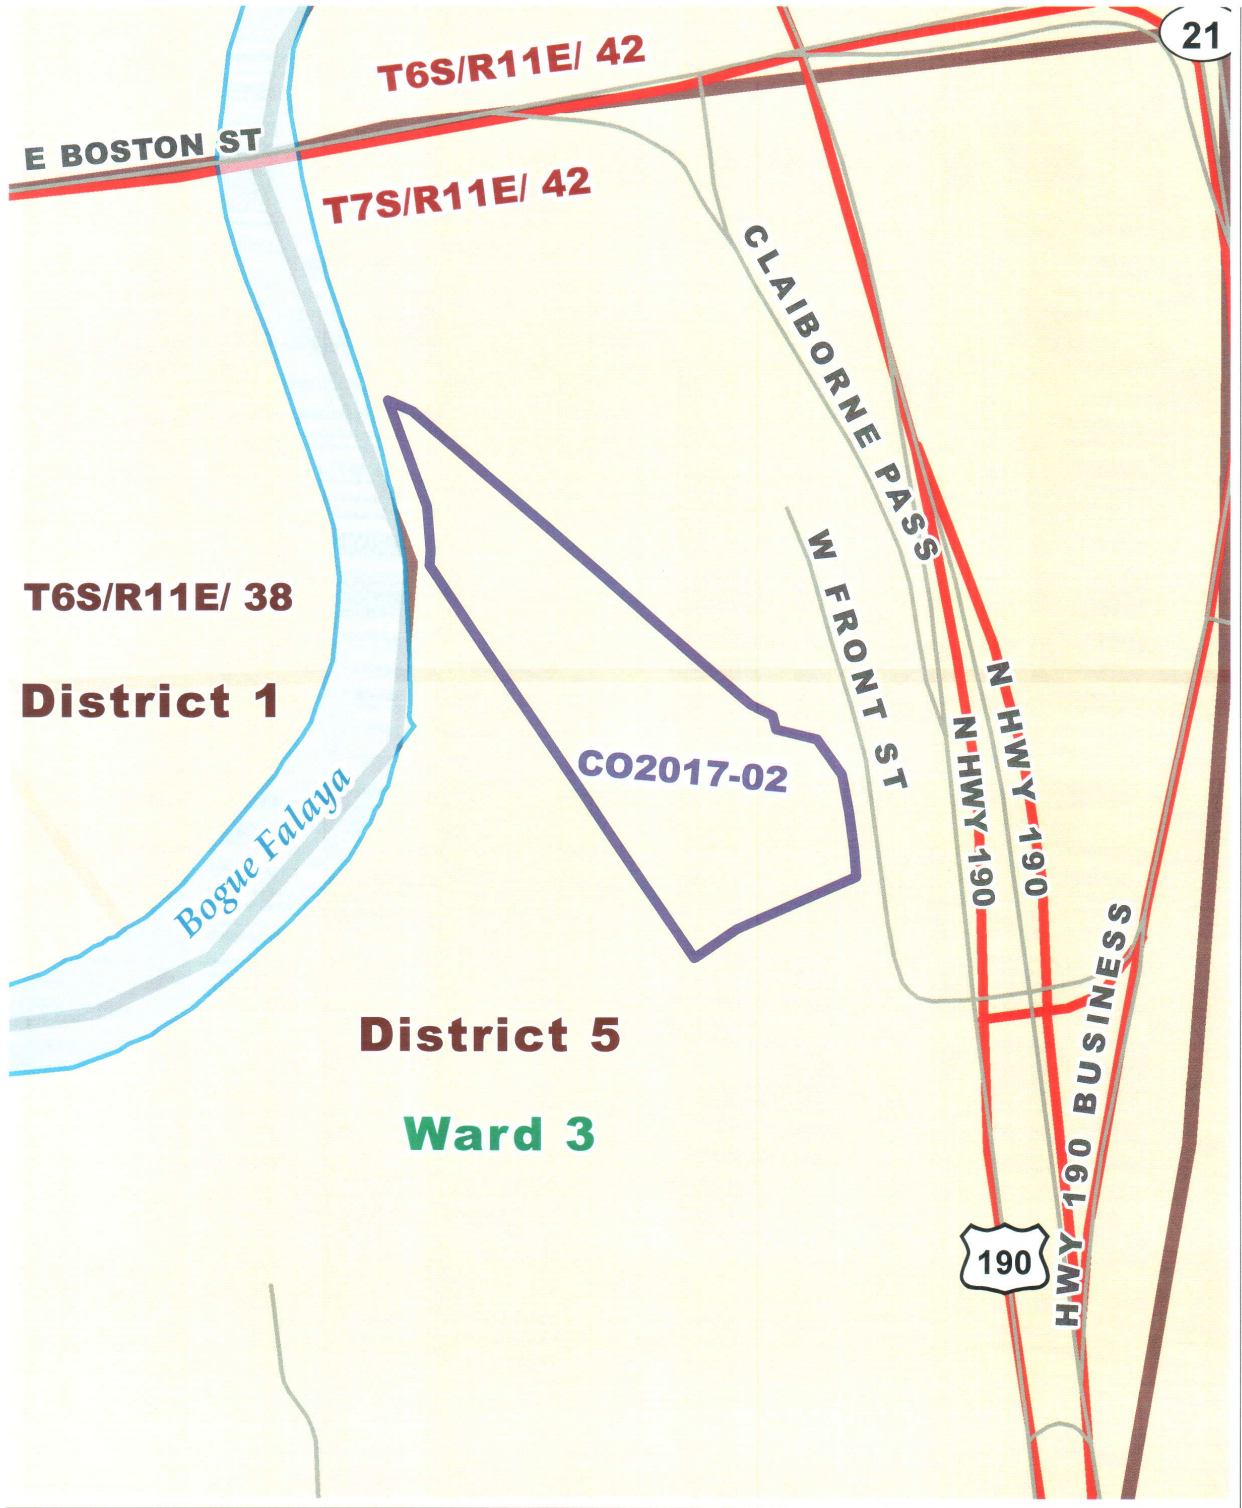 21
T6S/R11E/ 42
E BOSTON ST
T7S/R11E/ 42
CLAIBORNE PASS
W FRONT ST
T6S/R11E/ 38
District 1
N HWY 190
N HWY 190
CO2017-02
Bogue Falaya
HWY 190 BUSINESS
District 5
Ward 3
190